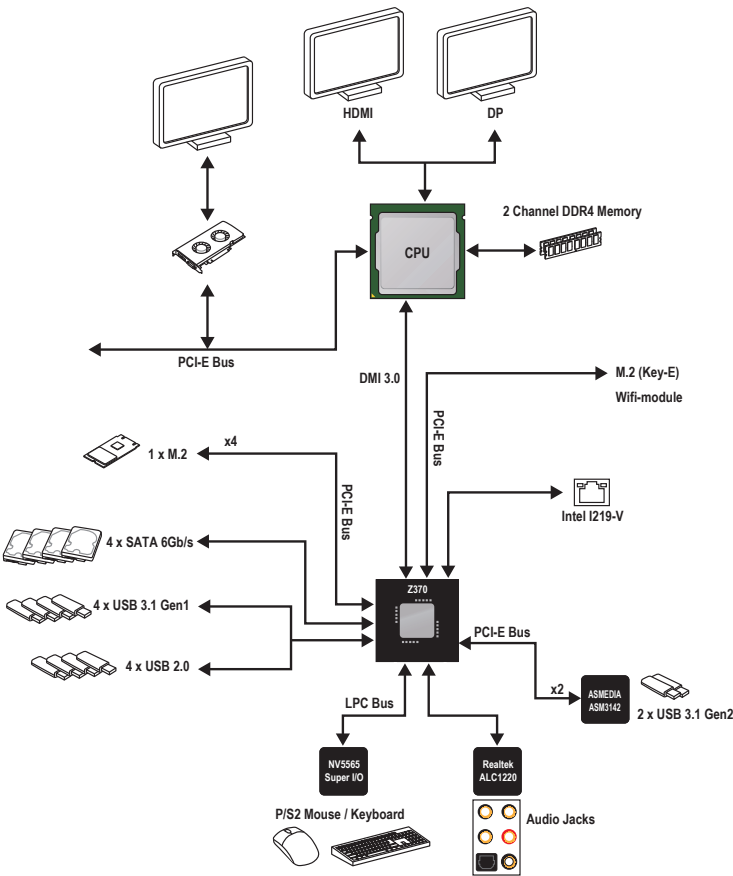 HDMI
DP
2 Channel DDR4 Memory
CPU
PCI-E Bus
DMI 3.0
M.2 (Key-E)
Wifi-module
PCI-E Bus
x4
1 x M.2
PCI-E Bus
Intel I219-V
4 x SATA 6Gb/s
Z370
4 x USB 3.1 Gen1
PCI-E Bus
4 x USB 2.0
x2
ASMEDIA
ASM3142
2 x USB 3.1 Gen2
LPC Bus
NV5565
Super I/O
Realtek
ALC1220
P/S2 Mouse / Keyboard
Audio Jacks